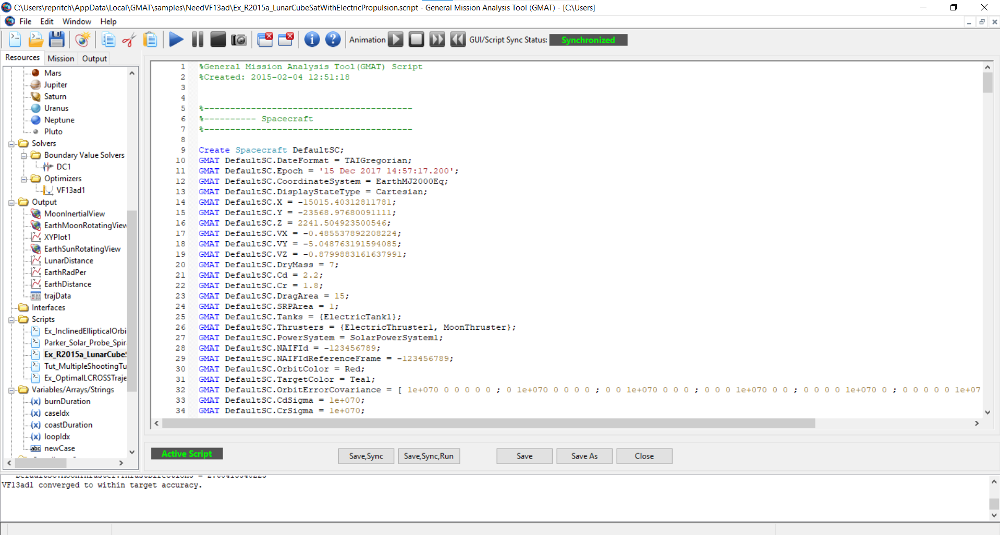 C:\Users\repritch\AppData\Local\GMAT\samples\NeedVF13ad\Ex_R2015a_LunarCubeSatWithElectricPropulsion.script - General Mission Analysis Tool (GMAT) - [C:\Users]
File Edit Window Help
Animation GUI/Script Sync Status: Synchronized
Resources Mission Output
Mars
Jupiter
Saturn
Uranus
Neptune
Pluto
Solvers
Boundary Value Solvers
DC1
Optimizers
VF13ad1
Output
MoonInertialView
EarthMoonRotatingView
XYPlot1
EarthSunRotatingView
LunarDistance
EarthRadPer
EarthDistance
trajData
Interfaces
Scripts
Ex_InclinedEllipticalOrbi
Parker_Solar_Probe_Spir
Ex_R2015a_LunarCubeS
Tut_MultipleShootingTu
Ex_OptimalLCROSSTraje
Variables/Arrays/Strings
(x) burnDuration
(x) caseIdx
(x) coastDuration
(x) loopIdx
abc newCase
1 %General Mission Analysis Tool(GMAT) Script
2 %Created: 2015-02-04 12:51:18
3
4
5 %----------------------------------------
6 %---------- Spacecraft
7 %----------------------------------------
8
9 Create Spacecraft DefaultSC;
10 GMAT DefaultSC.DateFormat = TAIGregorian;
11 GMAT DefaultSC.Epoch = '15 Dec 2017 14:57:17.200';
12 GMAT DefaultSC.CoordinateSystem = EarthMJ2000Eq;
13 GMAT DefaultSC.DisplayStateType = Cartesian;
14 GMAT DefaultSC.X = -15015.40312811781;
15 GMAT DefaultSC.Y = -23568.97680091111;
16 GMAT DefaultSC.Z = 2241.504923500546;
17 GMAT DefaultSC.VX = -0.485537892208224;
18 GMAT DefaultSC.VY = -5.048763191594085;
19 GMAT DefaultSC.VZ = -0.8799883161637991;
20 GMAT DefaultSC.DryMass = 7;
21 GMAT DefaultSC.Cd = 2.2;
22 GMAT DefaultSC.Cr = 1.8;
23 GMAT DefaultSC.DragArea = 15;
24 GMAT DefaultSC.SRPArea = 1;
25 GMAT DefaultSC.Tanks = {ElectricTank1};
26 GMAT DefaultSC.Thrusters = {ElectricThruster1, MoonThruster};
27 GMAT DefaultSC.PowerSystem = SolarPowerSystem1;
28 GMAT DefaultSC.NAIFId = -123456789;
29 GMAT DefaultSC.NAIFIdReferenceFrame = -123456789;
30 GMAT DefaultSC.OrbitColor = Red;
31 GMAT DefaultSC.TargetColor = Teal;
32 GMAT DefaultSC.OrbitErrorCovariance = [ 1e+070 0 0 0 0 0 ; 0 1e+070 0 0 0 0 ; 0 0 1e+070 0 0 0 ; 0 0 0 1e+070 0 0 ; 0 0 0 0 1e+070 0 ; 0 0 0 0 0 1e+07
33 GMAT DefaultSC.CdSigma = 1e+070;
34 GMAT DefaultSC.CrSigma = 1e+070;
Active Script Save,Sync Save,Sync,Run Save Save As Close
VF13ad1 converged to within target accuracy.